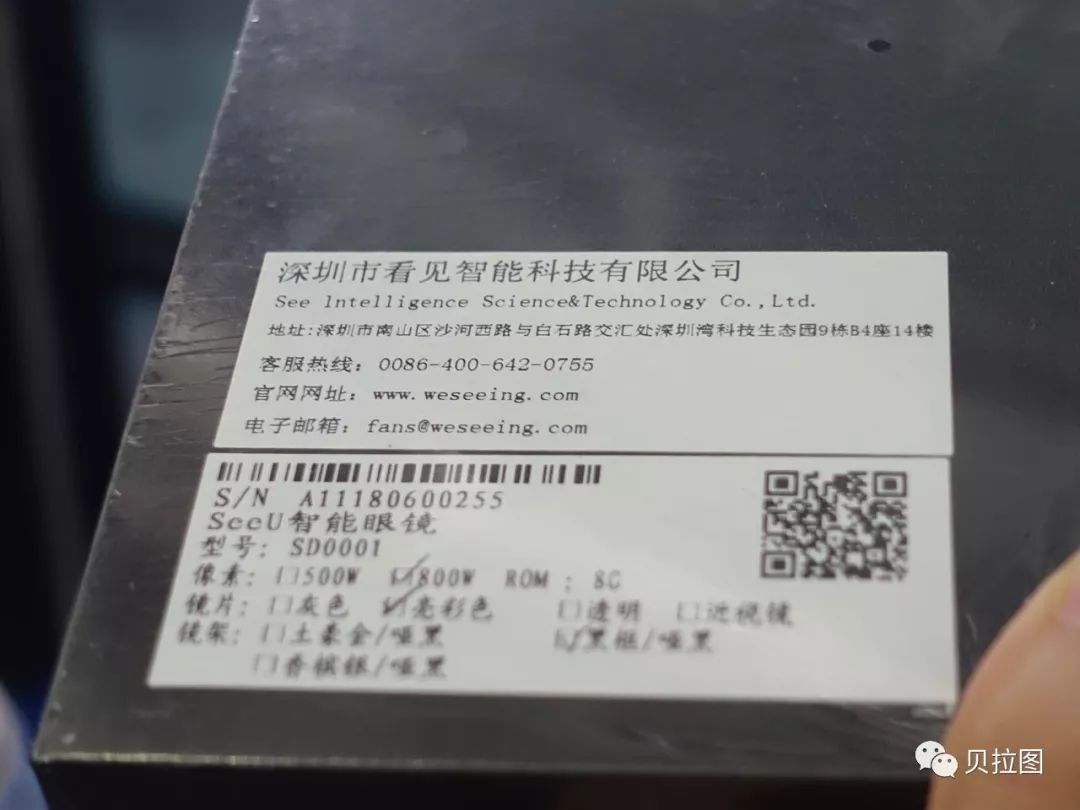 深圳市看见智能科技有限公司
See lntelligence Science&Technology Co.,Ltd.
地址:深圳市南山区沙河西路与白石路交汇处深圳湾科技生态园9栋B4座14楼
客服热线: 0086-400-642-0755
官网网址: www.weseeing.com
电子邮箱: fans@weseeing.com
S/N A11180600255
SeeU智能眼镜
型号: SD0001
像素: □500W ☑800W ROM : 8G
镜片: □灰色 ☑亮彩色 □透明 □近视镜
镜架: □土豪金/哑黑 ☑黑框/哑黑
□香槟银/哑黑
贝拉图